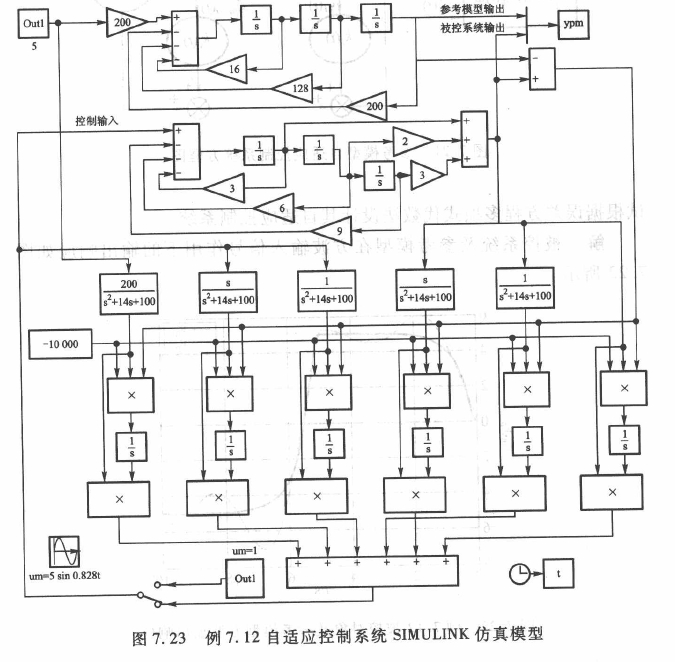 Out1
5
200
+
−
−
−
1/s
1/s
1/s
16
128
200
参考模型输出
被控系统输出
ypm
−
+
控制输入
+
−
−
−
1/s
1/s
1/s
3
6
9
2
3
+
+
+
200/(s²+14s+100)
s/(s²+14s+100)
1/(s²+14s+100)
s/(s²+14s+100)
1/(s²+14s+100)
-10 000
× × × × × ×
1/s 1/s 1/s 1/s 1/s 1/s
× × × × × ×
um=5 sin 0.828t
um=1
Out1
+ + + + + +
t
图 7.23 例 7.12 自适应控制系统 SIMULINK 仿真模型